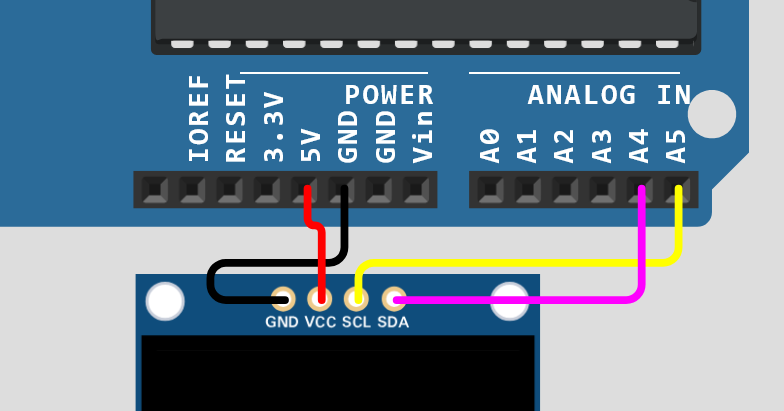 POWER
ANALOG IN
IOREF
RESET
3.3V
5V
GND
GND
Vin
A0
A1
A2
A3
A4
A5
GND VCC SCL SDA